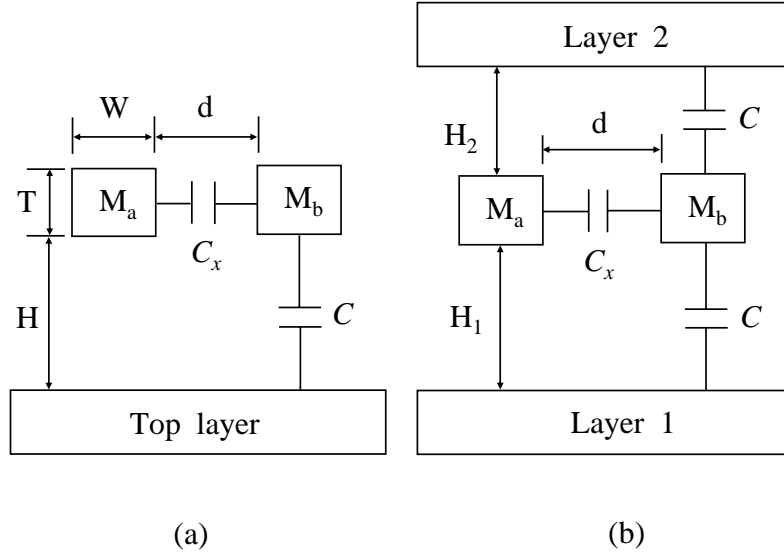 W
d
T
M_a
M_b
C_x
H
C
Top layer
(a)
Layer 2
H_2
d
C
M_a
M_b
C_x
H_1
C
Layer 1
(b)